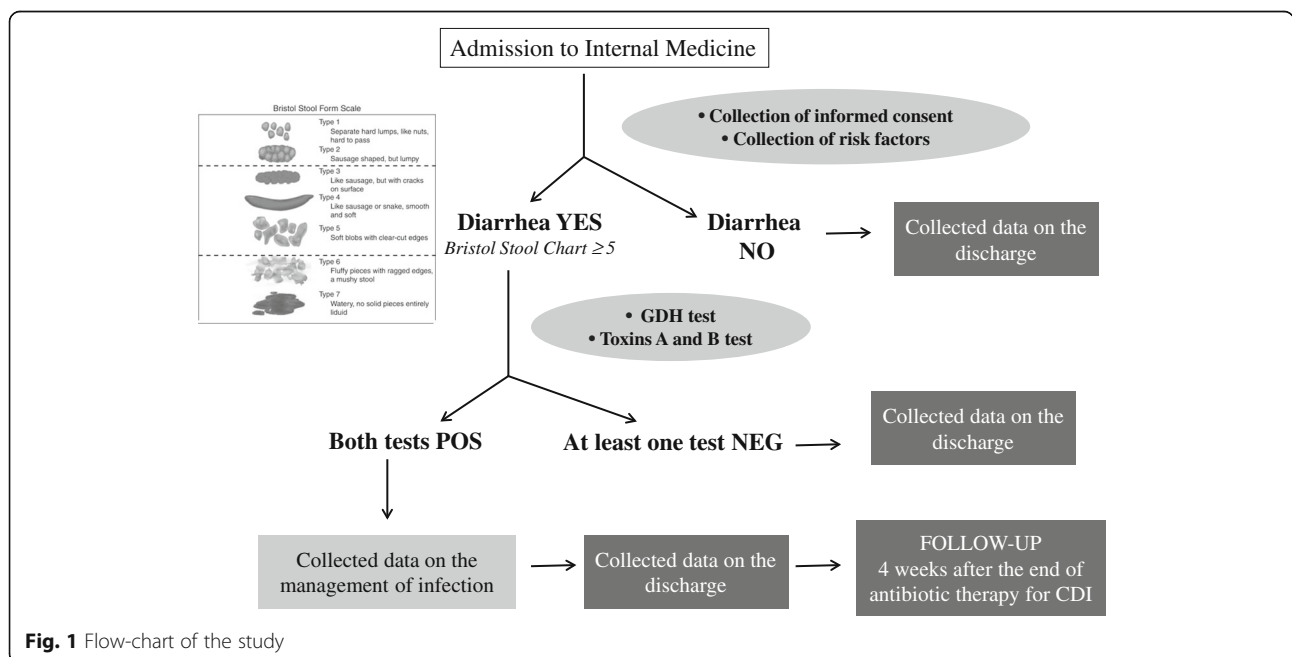 Admission to Internal Medicine
• Collection of informed consent
• Collection of risk factors
Bristol Stool Form Scale
Type 1
Separate hard lumps, like nuts,
hard to pass
Type 2
Sausage shaped, but lumpy
Type 3
Like sausage, but with cracks
on surface
Type 4
Like sausage or snake, smooth
and soft
Type 5
Soft blobs with clear-cut edges
Type 6
Fluffy pieces with ragged edges,
a mushy stool
Type 7
Watery, no solid pieces entirely
liduid
Diarrhea YES
Bristol Stool Chart ≥5
Diarrhea
NO
Collected data on the
discharge
• GDH test
• Toxins A and B test
Both tests POS
At least one test NEG
Collected data on the
discharge
Collected data on the
management of infection
Collected data on the
discharge
FOLLOW-UP
4 weeks after the end of
antibiotic therapy for CDI
Fig. 1 Flow-chart of the study